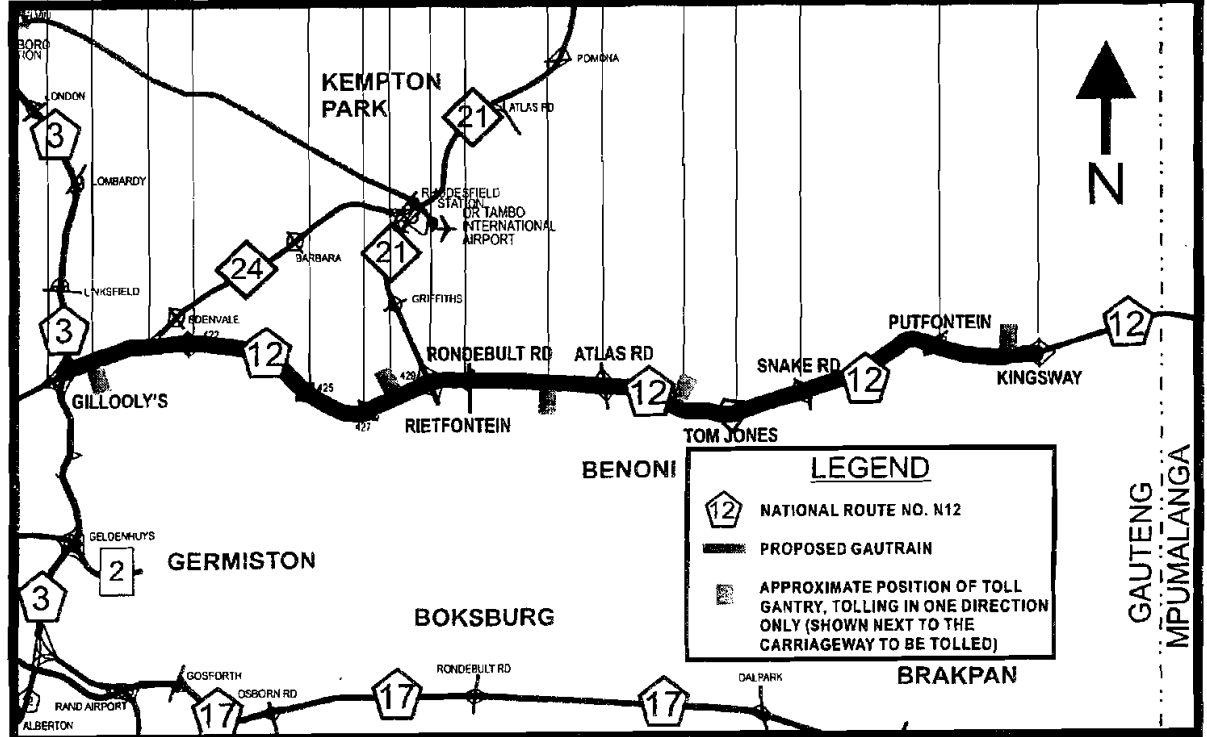 BORO
TION
LONDON
3
LOMBARDY
LINKSFIELD
3
KEMPTON
PARK
21
ATLAS RD
POMONA
RHODESFIELD
STATION
OR TAMBO
INTERNATIONAL
AIRPORT
24
BARBARA
21
GRIFFITHS
EDENVALE
422
12
425
427
429
GILLOOLY'S
RONDEBULT RD
RIETFONTEIN
ATLAS RD
12
TOM JONES
SNAKE RD
12
PUTFONTEIN
KINGSWAY
12
N
BENONI
GELDENHUYS
2
GERMISTON
3
BOKSBURG
LEGEND
12
NATIONAL ROUTE NO. N12
PROPOSED GAUTRAIN
APPROXIMATE POSITION OF TOLL
GANTRY, TOLLING IN ONE DIRECTION
ONLY (SHOWN NEXT TO THE
CARRIAGEWAY TO BE TOLLED)
GAUTENG
MPUMALANGA
BRAKPAN
GOSFORTH
RAND AIRPORT
ALBERTON
17
OSBORN RD
17
RONDEBULT RD
17
DALPARK